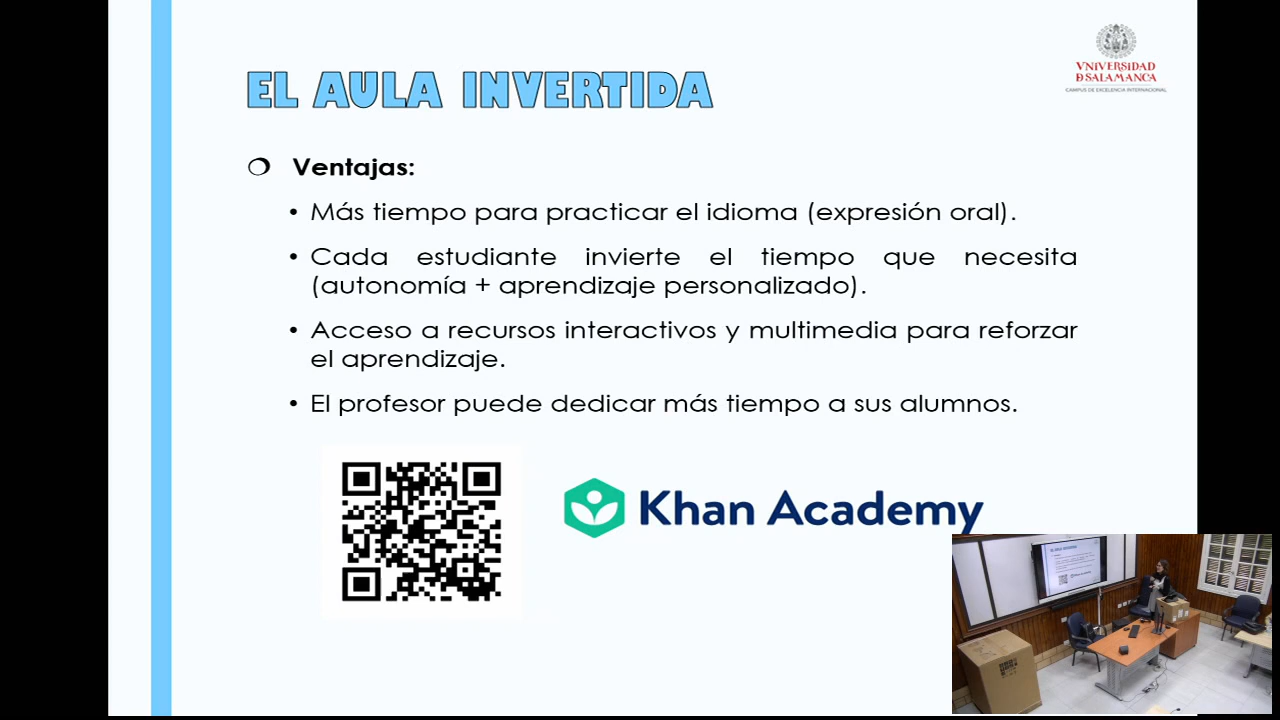 VNIVERSIDAD
D SALAMANCA
CAMPUS DE EXCELENCIA INTERNACIONAL
EL AULA INVERTIDA
Ventajas:
• Más tiempo para practicar el idioma (expresión oral).
• Cada estudiante invierte el tiempo que necesita
(autonomía + aprendizaje personalizado).
• Acceso a recursos interactivos y multimedia para reforzar
el aprendizaje.
• El profesor puede dedicar más tiempo a sus alumnos.
Khan Academy